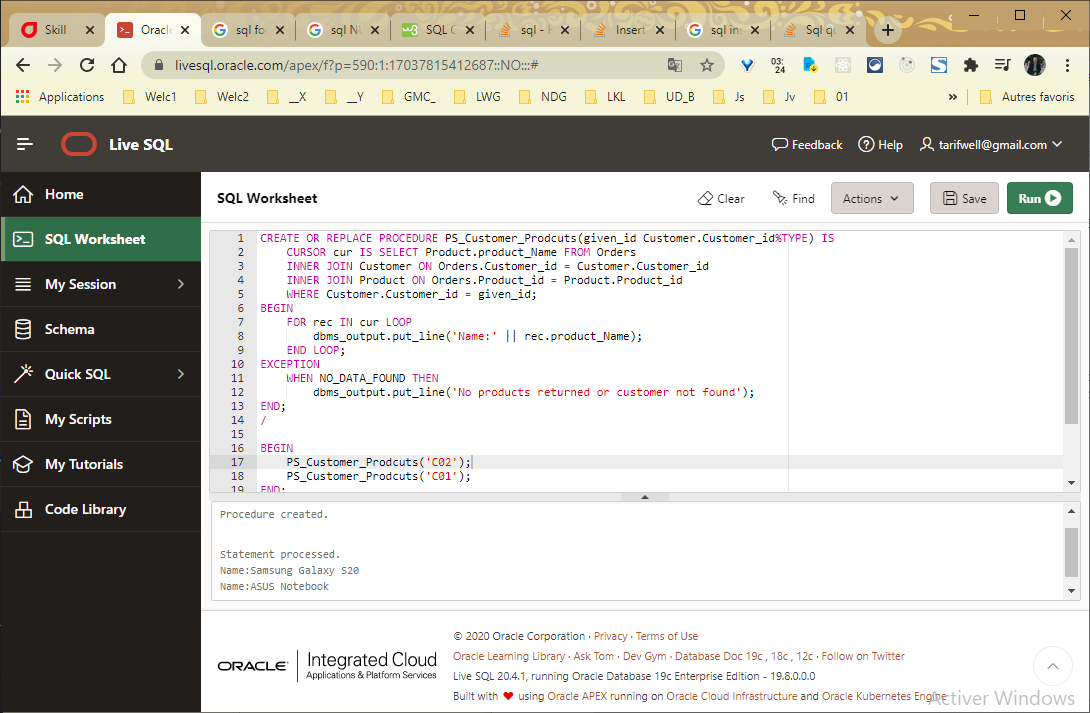 Skill
Oracle
sql fo
sql NU
SQL C
sql - H
Insert
sql ins
Sql qu
livesql.oracle.com/apex/f?p=590:1:17037815412687::NO:::#
03:
24
Applications
Welc1
Welc2
__X
__Y
GMC_
LWG
NDG
LKL
UD_B
Js
Jv
01
»
Autres favoris
Live SQL
Feedback
Help
tarifwell@gmail.com
Home
SQL Worksheet
My Session
Schema
Quick SQL
My Scripts
My Tutorials
Code Library
SQL Worksheet
Clear
Find
Actions
Save
Run
1 CREATE OR REPLACE PROCEDURE PS_Customer_Prodcuts(given_id Customer.Customer_id%TYPE) IS
2 CURSOR cur IS SELECT Product.product_Name FROM Orders
3 INNER JOIN Customer ON Orders.Customer_id = Customer.Customer_id
4 INNER JOIN Product ON Orders.Product_id = Product.Product_id
5 WHERE Customer.Customer_id = given_id;
6 BEGIN
7 FOR rec IN cur LOOP
8 dbms_output.put_line('Name:' || rec.product_Name);
9 END LOOP;
10 EXCEPTION
11 WHEN NO_DATA_FOUND THEN
12 dbms_output.put_line('No products returned or customer not found');
13 END;
14 /
15
16 BEGIN
17 PS_Customer_Prodcuts('C02');
18 PS_Customer_Prodcuts('C01');
19 END;
Procedure created.
Statement processed.
Name:Samsung Galaxy S20
Name:ASUS Notebook
ORACLE
Integrated Cloud
Applications & Platform Services
© 2020 Oracle Corporation · Privacy · Terms of Use
Oracle Learning Library · Ask Tom · Dev Gym · Database Doc 19c , 18c , 12c · Follow on Twitter
Live SQL 20.4.1, running Oracle Database 19c Enterprise Edition - 19.8.0.0.0
Built with ❤ using Oracle APEX running on Oracle Cloud Infrastructure and Oracle Kubernetes Engine
Activer Windows